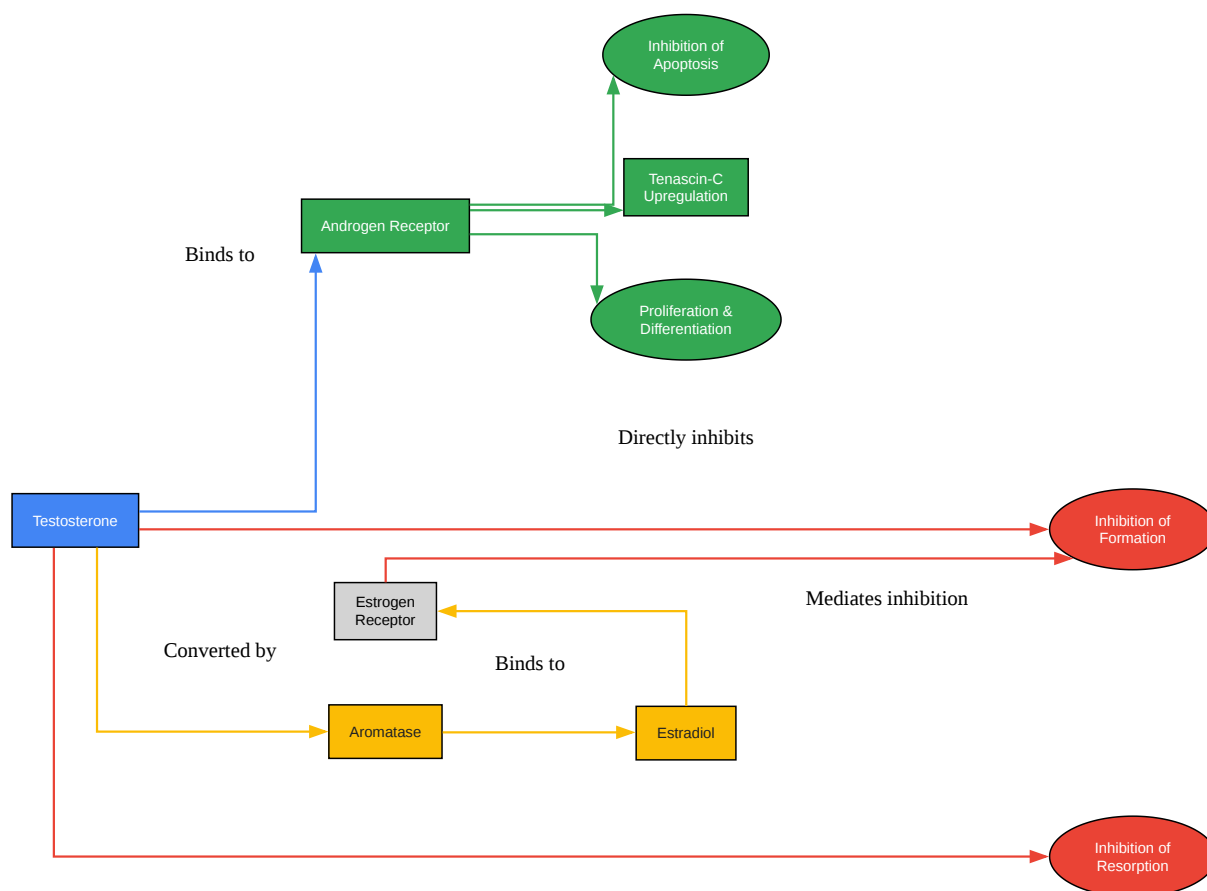 Inhibition of
Apoptosis
Tenascin-C
Upregulation
Androgen Receptor
Binds to
Proliferation &
Differentiation
Directly inhibits
Testosterone
Inhibition of
Formation
Estrogen
Receptor
Mediates inhibition
Converted by
Binds to
Aromatase
Estradiol
Inhibition of
Resorption